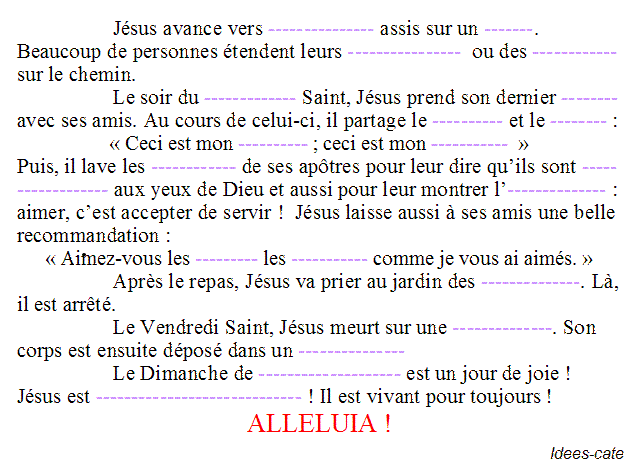 Jésus avance vers --------------- assis sur un -------.
Beaucoup de personnes étendent leurs ---------------- ou des ------------
sur le chemin.
Le soir du ------------- Saint, Jésus prend son dernier --------
avec ses amis. Au cours de celui-ci, il partage le ---------- et le -------- :
« Ceci est mon ---------- ; ceci est mon ----------- »
Puis, il lave les ------------ de ses apôtres pour leur dire qu’ils sont -----
------------- aux yeux de Dieu et aussi pour leur montrer l’-------------- :
aimer, c’est accepter de servir ! Jésus laisse aussi à ses amis une belle
recommandation :
« Aimez-vous les --------- les ----------- comme je vous ai aimés. »
Après le repas, Jésus va prier au jardin des --------------. Là,
il est arrêté.
Le Vendredi Saint, Jésus meurt sur une --------------. Son
corps est ensuite déposé dans un ---------------
Le Dimanche de -------------------- est un jour de joie !
Jésus est ----------------------------- ! Il est vivant pour toujours !
ALLELUIA !
Idees-cate